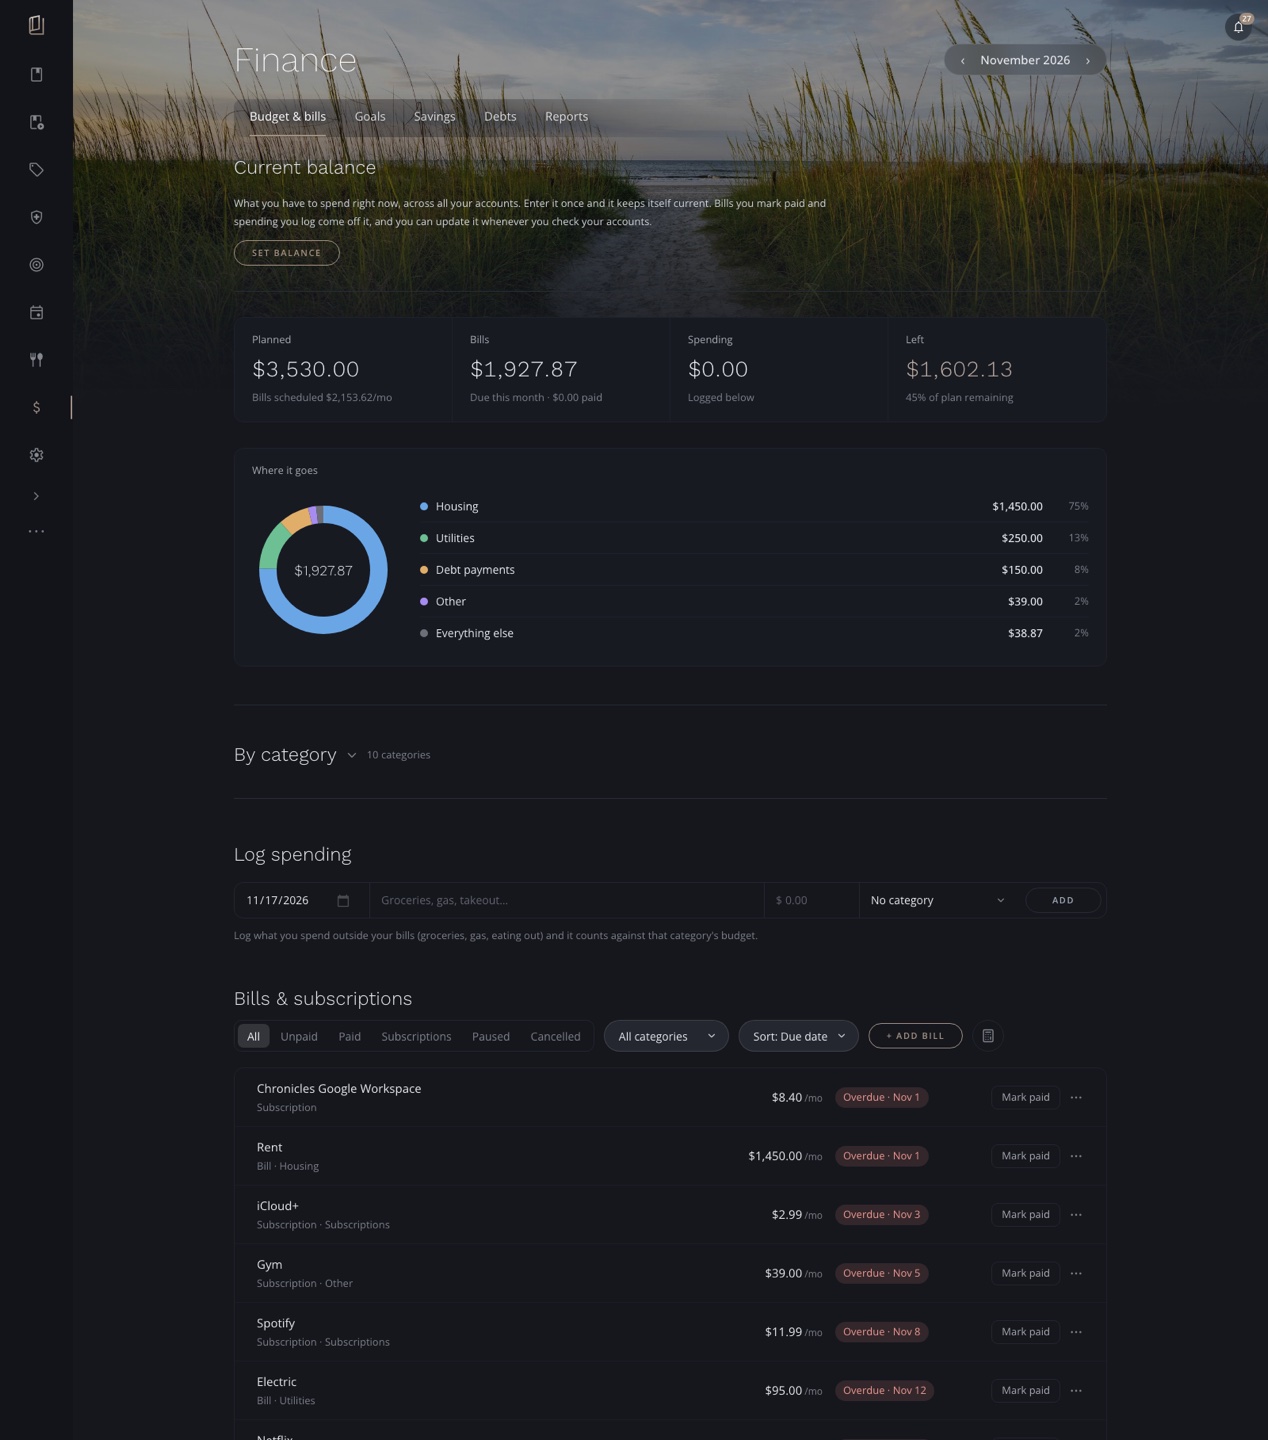 27
Finance
‹ November 2026 ›
Budget & bills Goals Savings Debts Reports
Current balance
What you have to spend right now, across all your accounts. Enter it once and it keeps itself current. Bills you mark paid and
spending you log come off it, and you can update it whenever you check your accounts.
SET BALANCE
Planned
$3,530.00
Bills scheduled $2,153.62/mo
Bills
$1,927.87
Due this month · $0.00 paid
Spending
$0.00
Logged below
Left
$1,602.13
45% of plan remaining
Where it goes
$1,927.87
Housing $1,450.00 75%
Utilities $250.00 13%
Debt payments $150.00 8%
Other $39.00 2%
Everything else $38.87 2%
By category 10 categories
Log spending
11/17/2026 Groceries, gas, takeout... $ 0.00 No category ADD
Log what you spend outside your bills (groceries, gas, eating out) and it counts against that category's budget.
Bills & subscriptions
All Unpaid Paid Subscriptions Paused Cancelled All categories Sort: Due date + ADD BILL
Chronicles Google Workspace
Subscription
$8.40 /mo Overdue · Nov 1 Mark paid ···
Rent
Bill · Housing
$1,450.00 /mo Overdue · Nov 1 Mark paid ···
iCloud+
Subscription · Subscriptions
$2.99 /mo Overdue · Nov 3 Mark paid ···
Gym
Subscription · Other
$39.00 /mo Overdue · Nov 5 Mark paid ···
Spotify
Subscription · Subscriptions
$11.99 /mo Overdue · Nov 8 Mark paid ···
Electric
Bill · Utilities
$95.00 /mo Overdue · Nov 12 Mark paid ···
Netflix